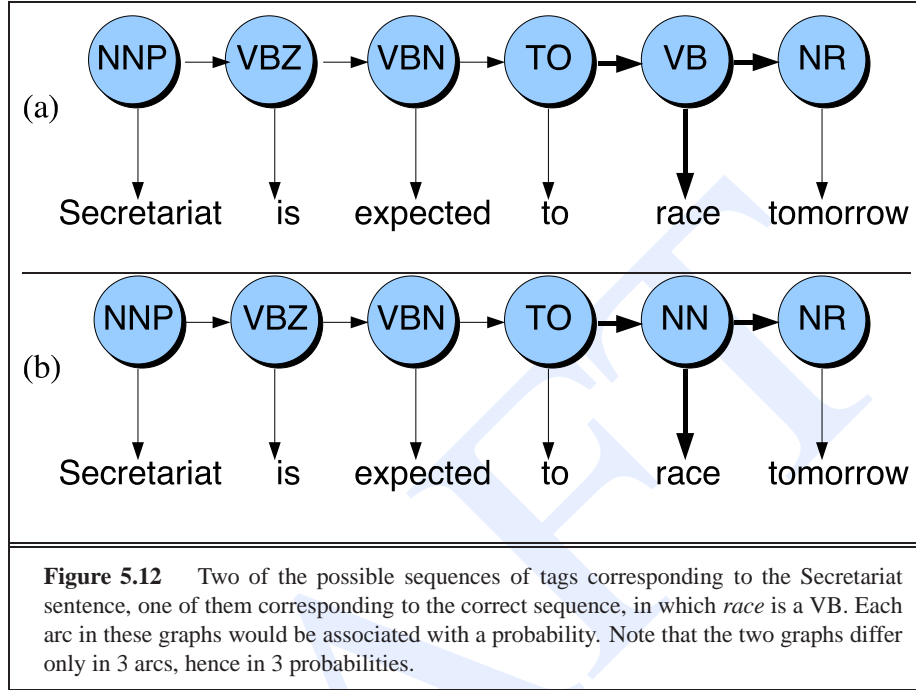 NNP VBZ VBN TO VB NR
(a)
Secretariat is expected to race tomorrow
NNP VBZ VBN TO NN NR
(b)
Secretariat is expected to race tomorrow
Figure 5.12 Two of the possible sequences of tags corresponding to the Secretariat
sentence, one of them corresponding to the correct sequence, in which race is a VB. Each
arc in these graphs would be associated with a probability. Note that the two graphs differ
only in 3 arcs, hence in 3 probabilities.